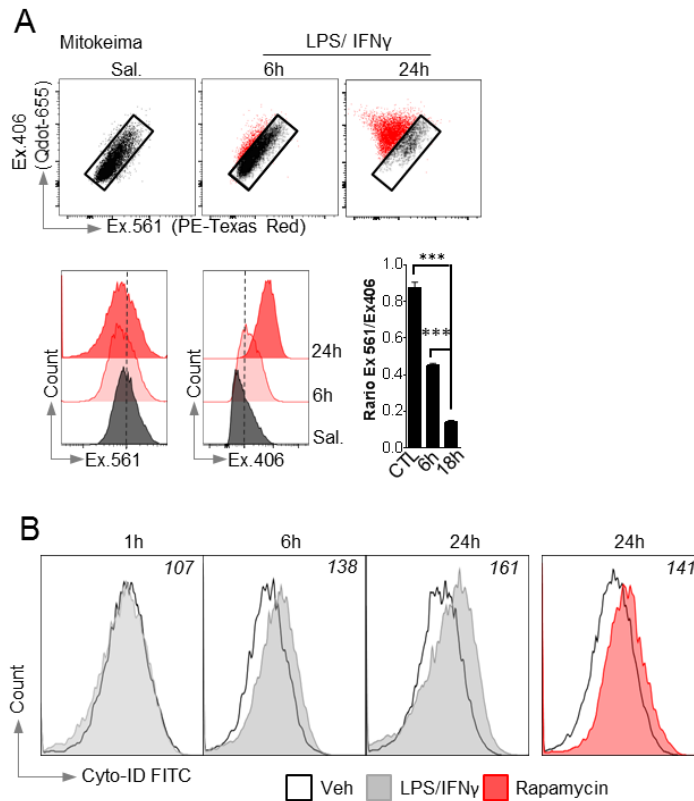 A
Mitokeima
LPS/ IFNγ
Sal.
6h
24h
Ex.406
(Qdot-655)
Ex.561 (PE-Texas Red)
Count
24h
6h
Sal.
Ex.561
Count
Ex.406
Rario Ex 561/Ex406
1.0
0.8
0.6
0.4
0.2
0.0
***
***
CTL
6h
18h
B
1h
6h
24h
24h
107
138
161
141
Count
Cyto-ID FITC
Veh
LPS/IFNγ
Rapamycin